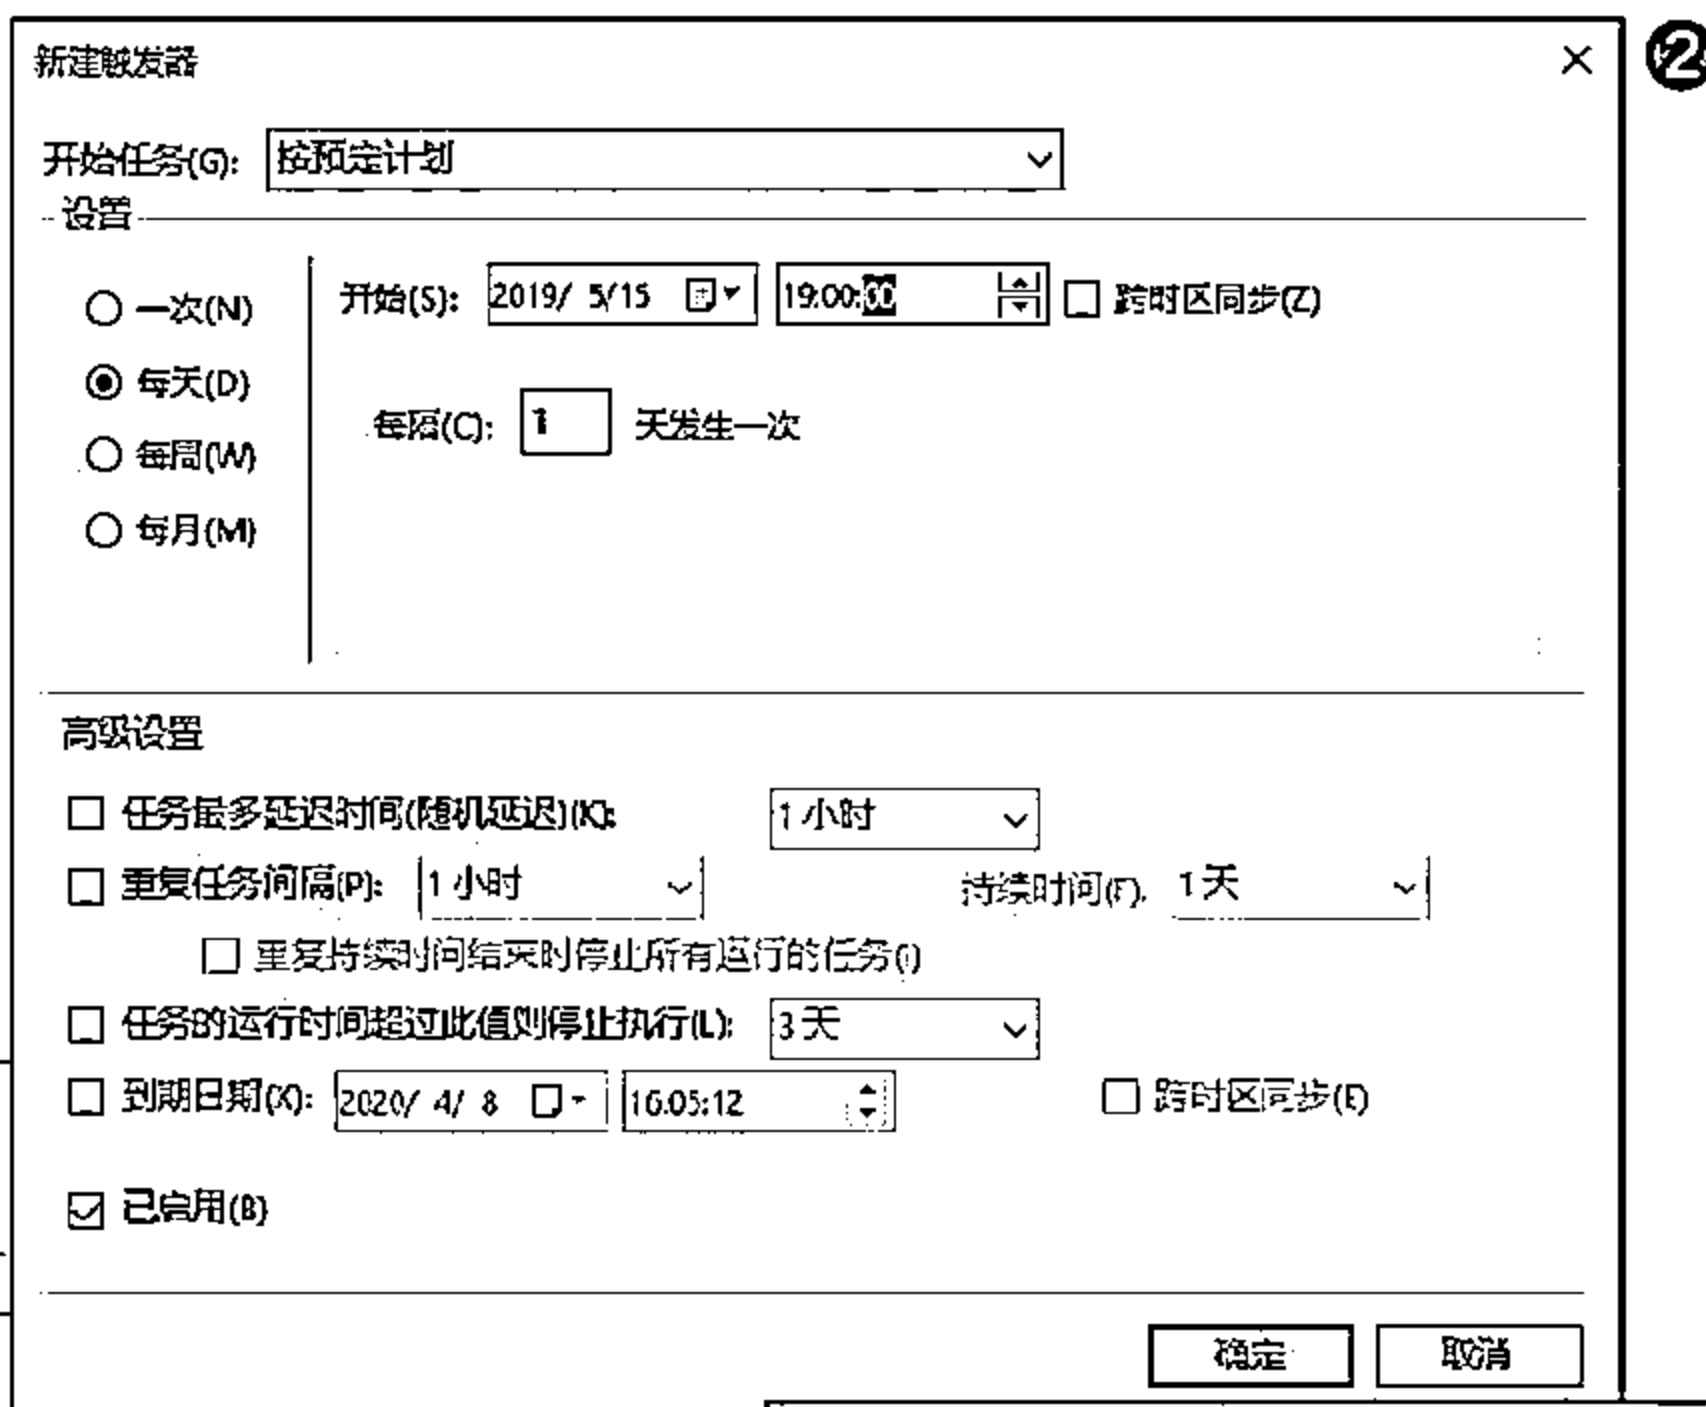 新建触发器
2
开始任务(G): 按预定计划
设置
一次(N)
每天(D)
每周(W)
每月(M)
开始(S): 2019/ 5/15 19:00:00 跨时区同步(Z)
每隔(C): 1 天发生一次
高级设置
任务最多延迟时间(随机延迟)(K): 1 小时
重复任务间隔(P): 1 小时 持续时间(F): 1 天
重复持续时间结束时停止所有运行的任务(I)
任务的运行时间超过此值则停止执行(L): 3 天
到期日期(X): 2020/ 4/ 8 16:05:12 跨时区同步(E)
已启用(B)
确定 取消